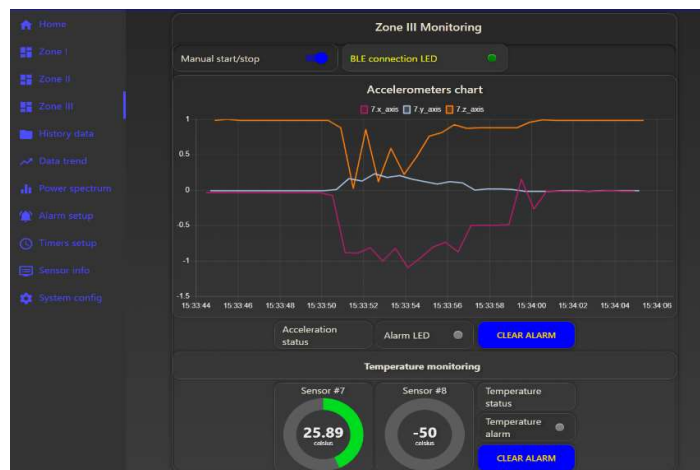 Home
Zone I
Zone II
Zone III
History data
Data trend
Power spectrum
Alarm setup
Timers setup
Sensor info
System config
Zone III Monitoring
Manual start/stop
BLE connection LED
Accelerometers chart
7.x_axis 7.y_axis 7.z_axis
1
0.5
0
-0.5
-1
-1.5
15:33:44 15:33:46 15:33:48 15:33:50 15:33:52 15:33:54 15:33:56 15:33:58 15:34:00 15:34:02 15:34:04 15:34:06
Acceleration
status
Alarm LED
CLEAR ALARM
Temperature monitoring
Sensor #7
25.89
celsius
Sensor #8
-50
celsius
Temperature
status
Temperature
alarm
CLEAR ALARM